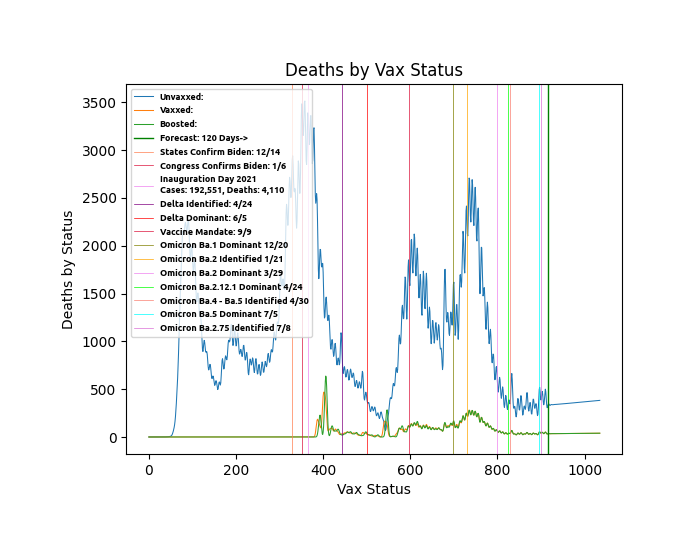 Deaths by Vax Status
Deaths by Status
3500
3000
2500
2000
1500
1000
500
0
Unvaxxed:
Vaxxed:
Boosted:
Forecast: 120 Days->
States Confirm Biden: 12/14
Congress Confirms Biden: 1/6
Inauguration Day 2021
Cases: 192,551, Deaths: 4,110
Delta Identified: 4/24
Delta Dominant: 6/5
Vaccine Mandate: 9/9
Omicron Ba.1 Dominant 12/20
Omicron Ba.2 Identified 1/21
Omicron Ba.2 Dominant 3/29
Omicron Ba.2.12.1 Dominant 4/24
Omicron Ba.4 - Ba.5 Identified 4/30
Omicron Ba.5 Dominant 7/5
Omicron Ba.2.75 Identified 7/8
0 200 400 600 800 1000
Vax Status